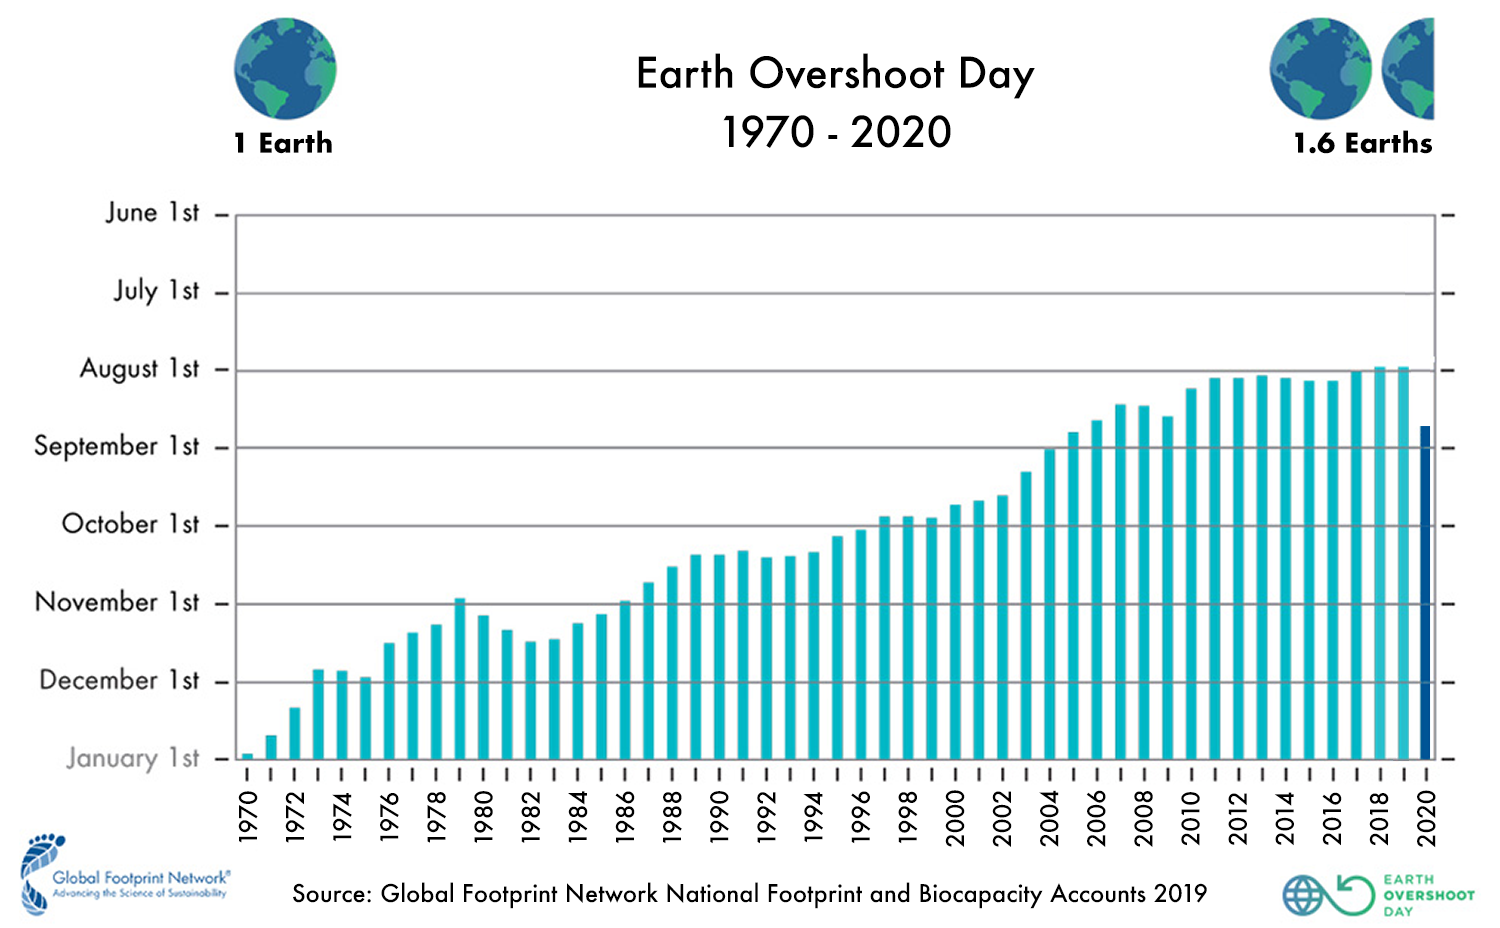 1 Earth
Earth Overshoot Day
1970 - 2020
1.6 Earths
June 1st
July 1st
August 1st
September 1st
October 1st
November 1st
December 1st
January 1st
1970
1972
1974
1976
1978
1980
1982
1984
1986
1988
1990
1992
1994
1996
1998
2000
2002
2004
2006
2008
2010
2012
2014
2016
2018
2020
Global Footprint Network®
Advancing the Science of Sustainability
Source: Global Footprint Network National Footprint and Biocapacity Accounts 2019
EARTH
OVERSHOOT
DAY